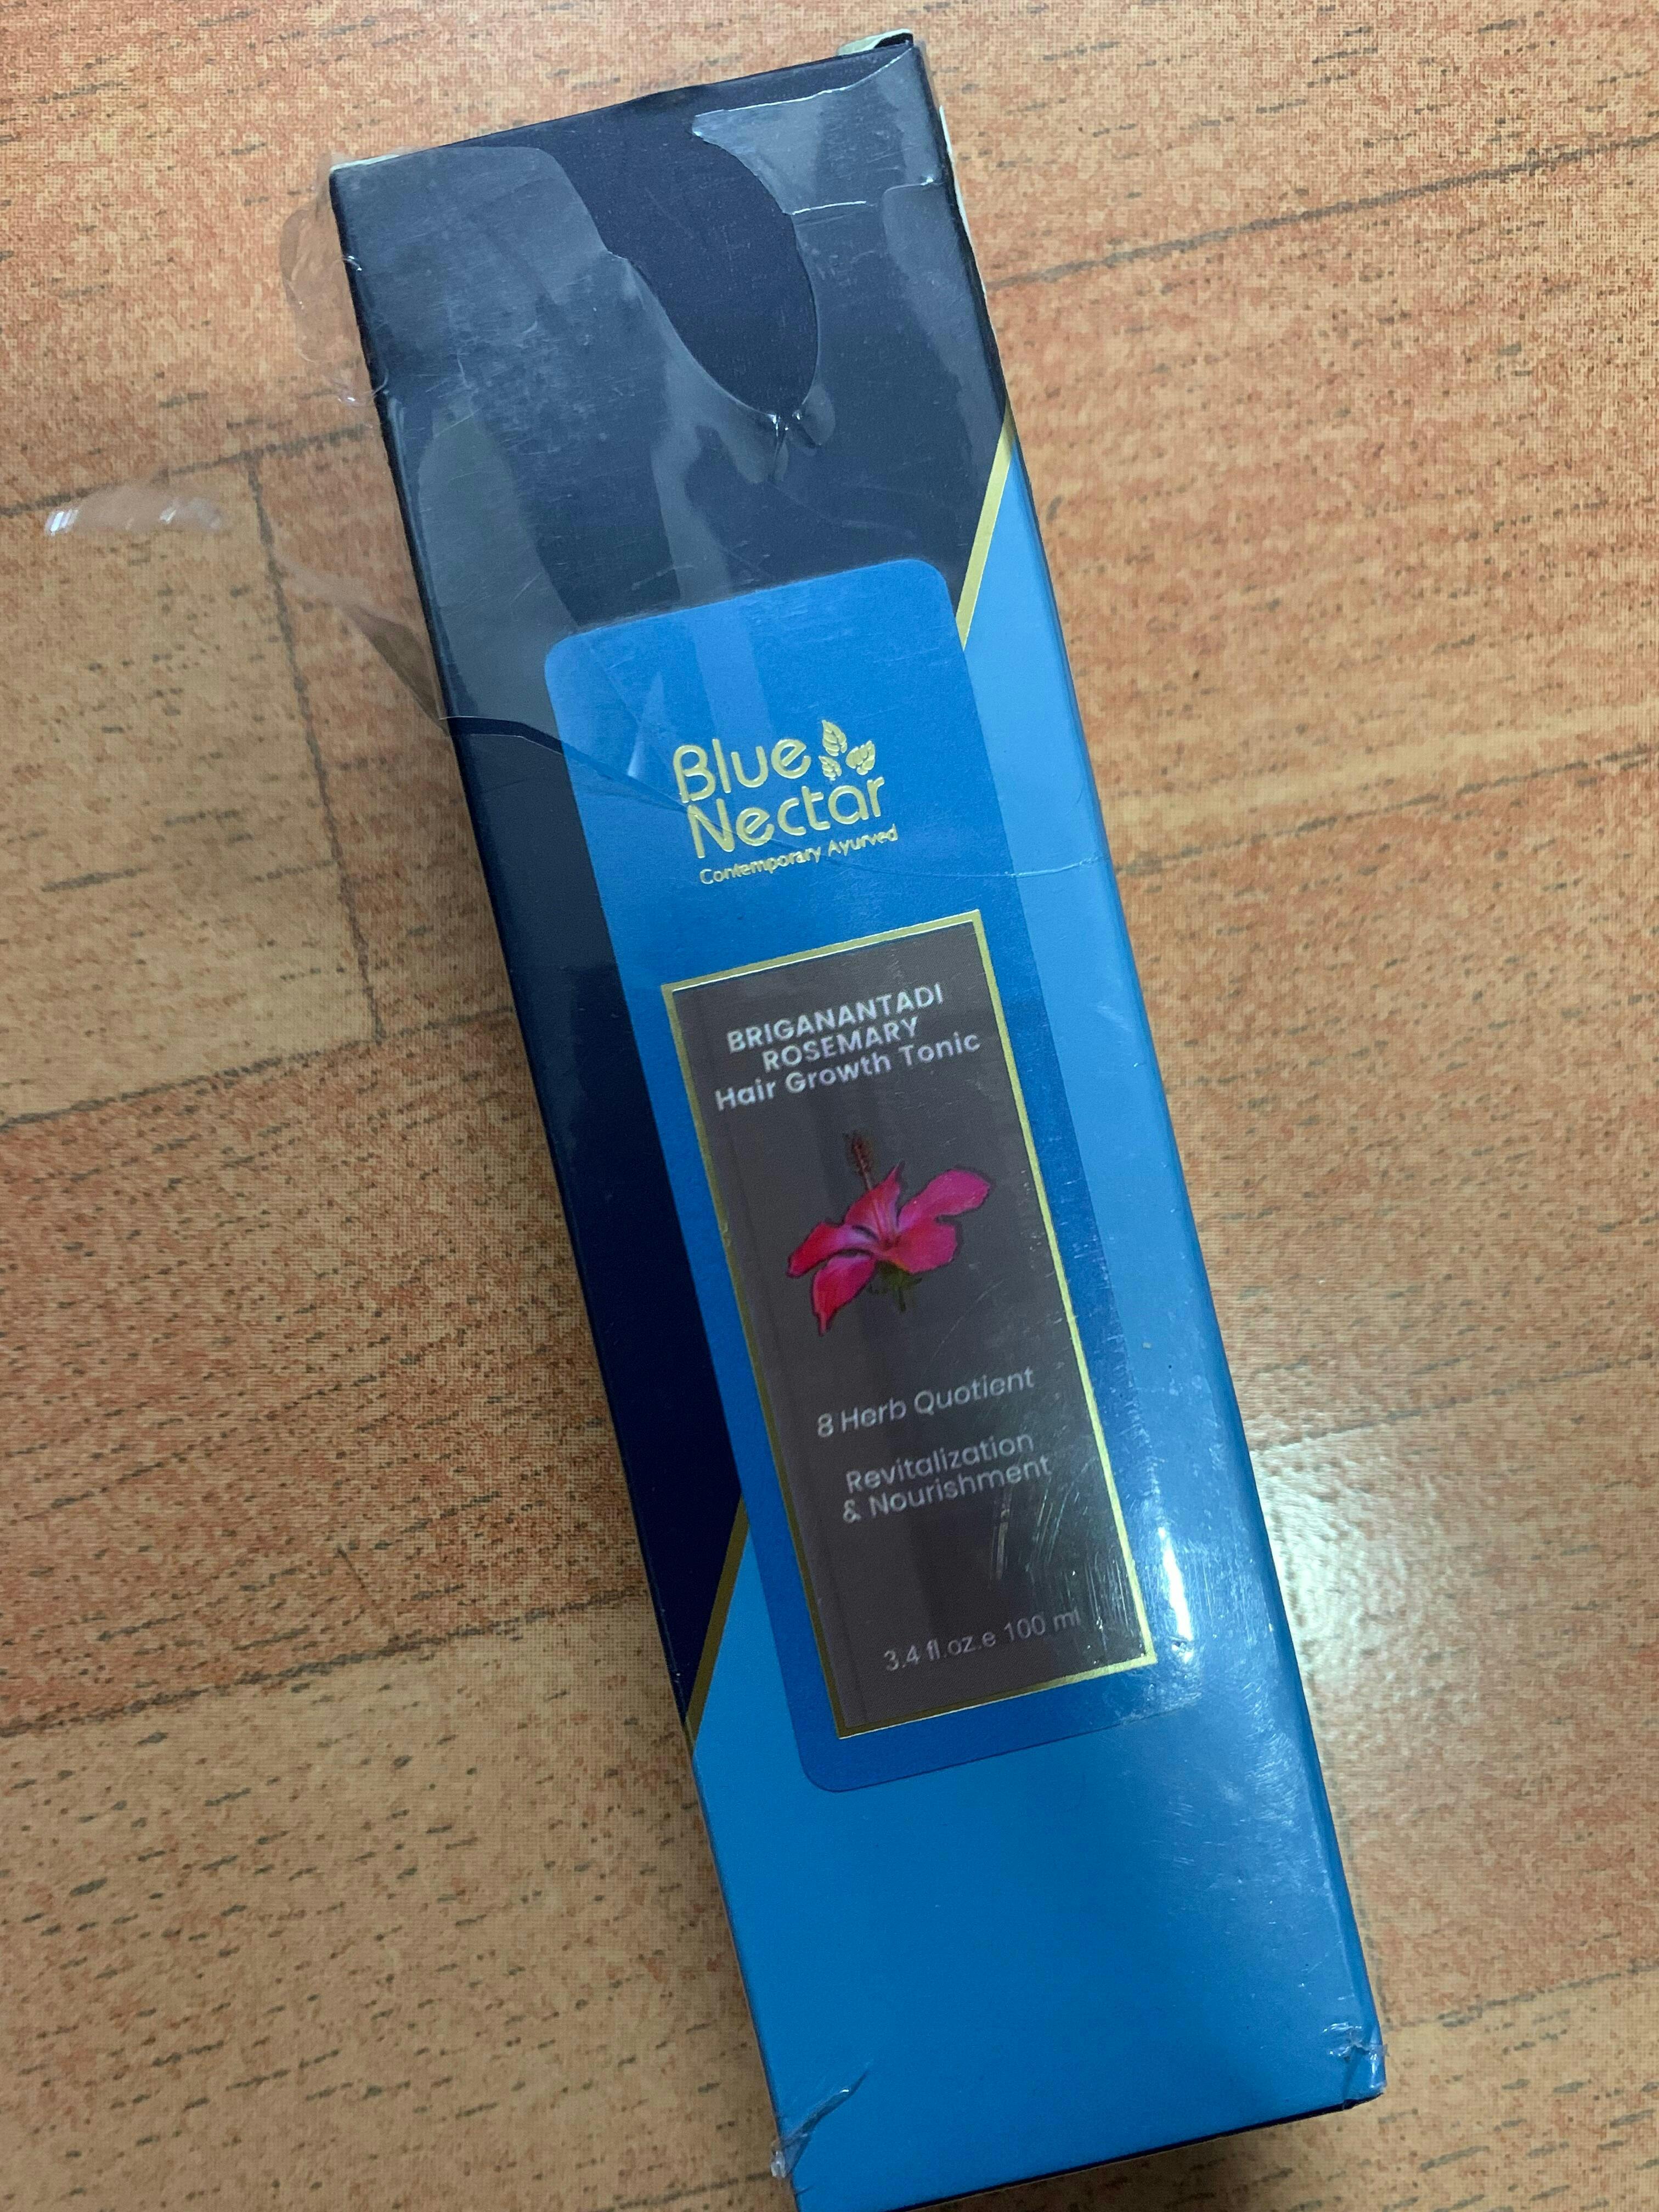 Blue
Nectar
Contemporary Ayurved
BRIGANANTADI
ROSEMARY
Hair Growth Tonic
8 Herb Quotient
Revitalization
& Nourishment
3.4 fl.oz.e 100 ml